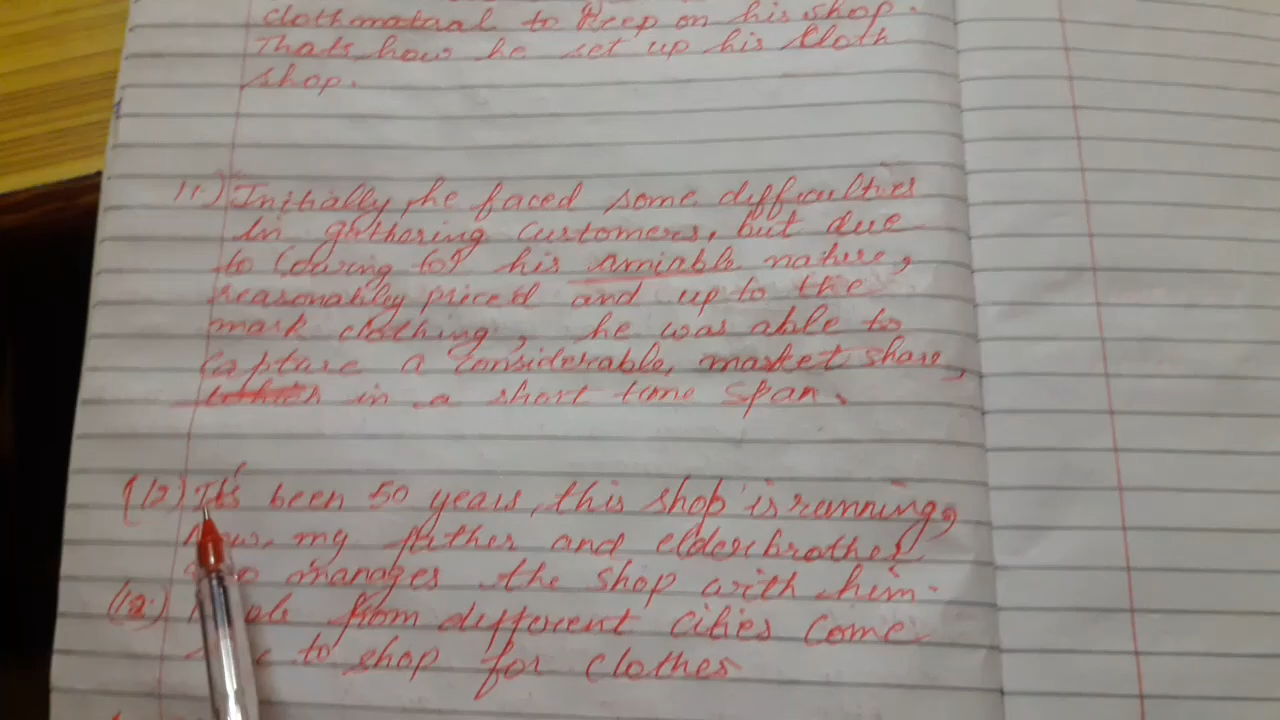 clothmataal to keep on his shop.
Thats how he set up his cloth
shop.
11.) Initially, he faced some difficulties
in gathering customers, but due
to (owing to) his amiable nature,
reasonabley priced and up to the
mark clothing, he was able to
capture a considerable, market share,
in a short time span.
(12) It's been 50 years, this shop is running,
my father and elder brother
manages the shop with him.
(12.) from different cities come
to shop for clothes